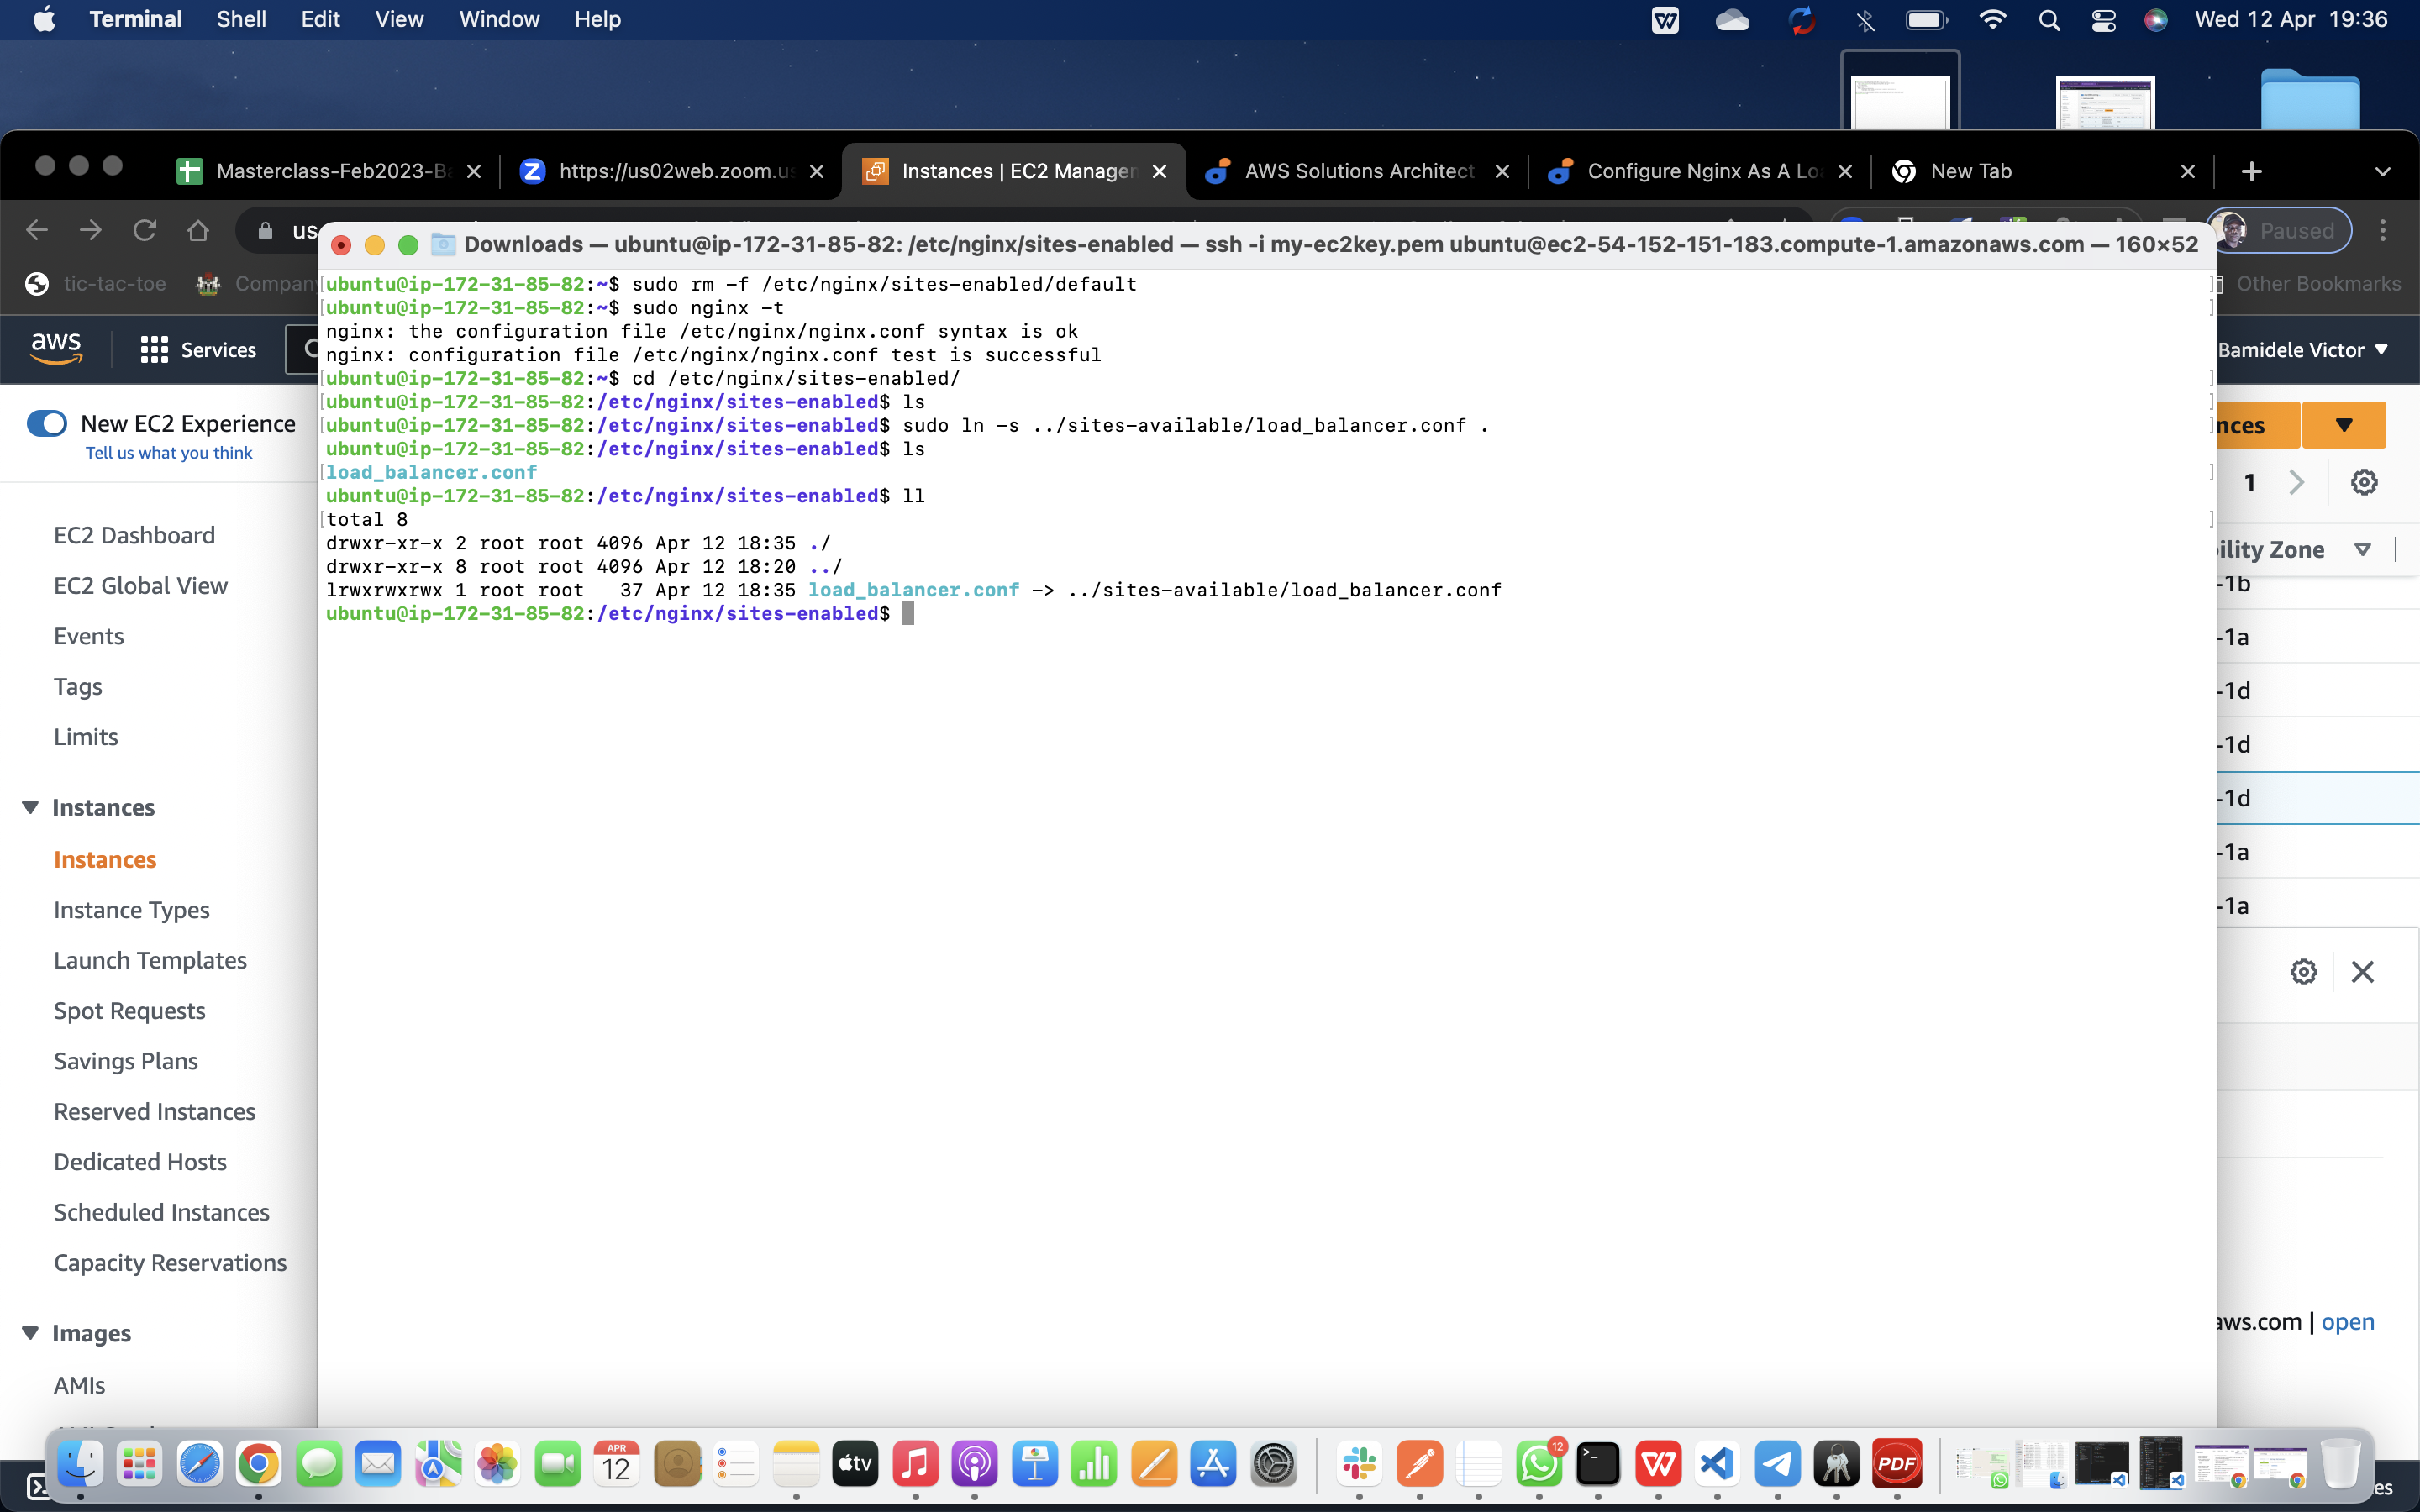 Terminal Shell Edit View Window Help Wed 12 Apr 19:36
Masterclass-Feb2023-Ba https://us02web.zoom.us Instances | EC2 Managem AWS Solutions Architect Configure Nginx As A Loa New Tab
us Paused
Downloads — ubuntu@ip-172-31-85-82: /etc/nginx/sites-enabled — ssh -i my-ec2key.pem ubuntu@ec2-54-152-151-183.compute-1.amazonaws.com — 160×52
tic-tac-toe Company Other Bookmarks
aws Services Bamidele Victor
[ubuntu@ip-172-31-85-82:~$ sudo rm -f /etc/nginx/sites-enabled/default ]
[ubuntu@ip-172-31-85-82:~$ sudo nginx -t ]
nginx: the configuration file /etc/nginx/nginx.conf syntax is ok
nginx: configuration file /etc/nginx/nginx.conf test is successful
[ubuntu@ip-172-31-85-82:~$ cd /etc/nginx/sites-enabled/ ]
[ubuntu@ip-172-31-85-82:/etc/nginx/sites-enabled$ ls ]
[ubuntu@ip-172-31-85-82:/etc/nginx/sites-enabled$ sudo ln -s ../sites-available/load_balancer.conf . ]
ubuntu@ip-172-31-85-82:/etc/nginx/sites-enabled$ ls
[load_balancer.conf ]
ubuntu@ip-172-31-85-82:/etc/nginx/sites-enabled$ ll
[total 8 ]
drwxr-xr-x 2 root root 4096 Apr 12 18:35 ./
drwxr-xr-x 8 root root 4096 Apr 12 18:20 ../
lrwxrwxrwx 1 root root   37 Apr 12 18:35 load_balancer.conf -> ../sites-available/load_balancer.conf
ubuntu@ip-172-31-85-82:/etc/nginx/sites-enabled$
New EC2 Experience
Tell us what you think
EC2 Dashboard
EC2 Global View
Events
Tags
Limits
Instances
Instances
Instance Types
Launch Templates
Spot Requests
Savings Plans
Reserved Instances
Dedicated Hosts
Scheduled Instances
Capacity Reservations
Images
AMIs
nces
1
ility Zone
-1b
-1a
-1d
-1d
-1d
-1a
-1a
aws.com | open
APR
12
tv
12
PDF
es